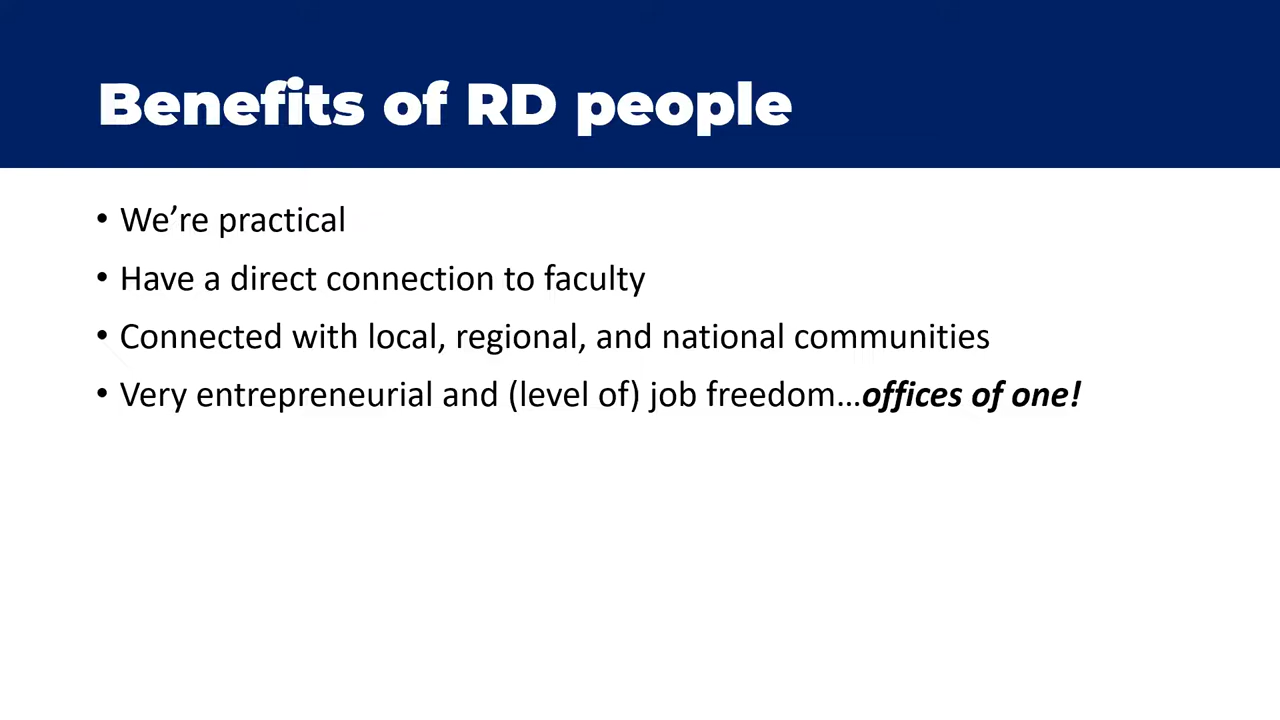 Benefits of RD people
• We’re practical
• Have a direct connection to faculty
• Connected with local, regional, and national communities
• Very entrepreneurial and (level of) job freedom…offices of one!